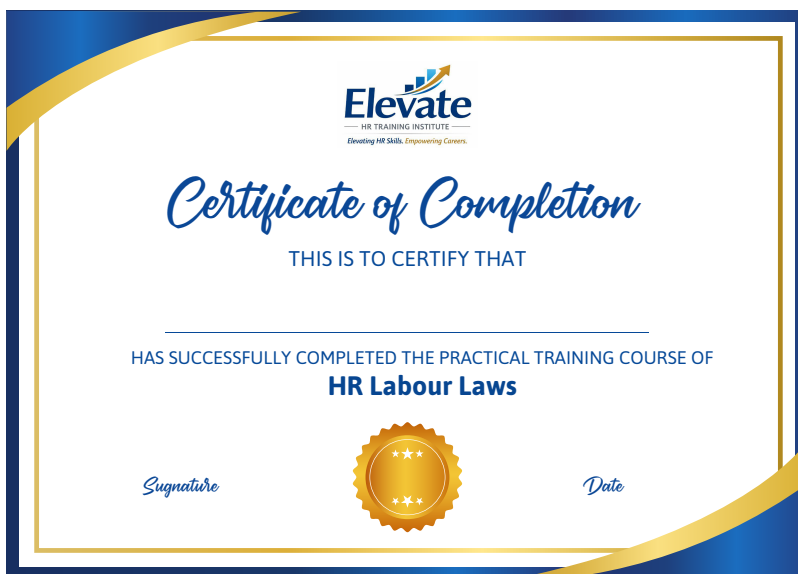 Elevate
HR TRAINING INSTITUTE
Elevating HR Skills. Empowering Careers.
Certificate of Completion
THIS IS TO CERTIFY THAT
HAS SUCCESSFULLY COMPLETED THE PRACTICAL TRAINING COURSE OF
HR Labour Laws
Sugnature
Date